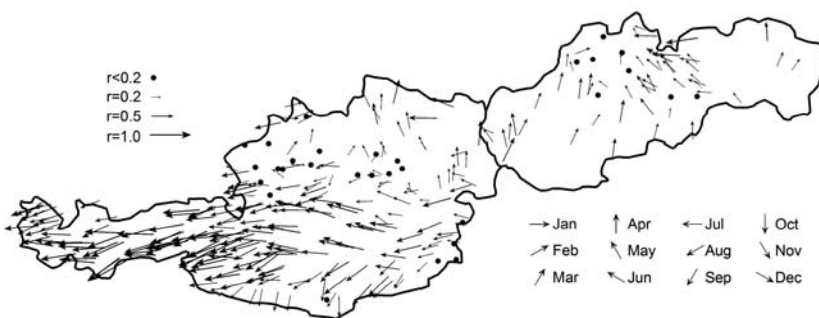 r<0.2
r=0.2
r=0.5
r=1.0
Jan Apr Jul Oct
Feb May Aug Nov
Mar Jun Sep Dec